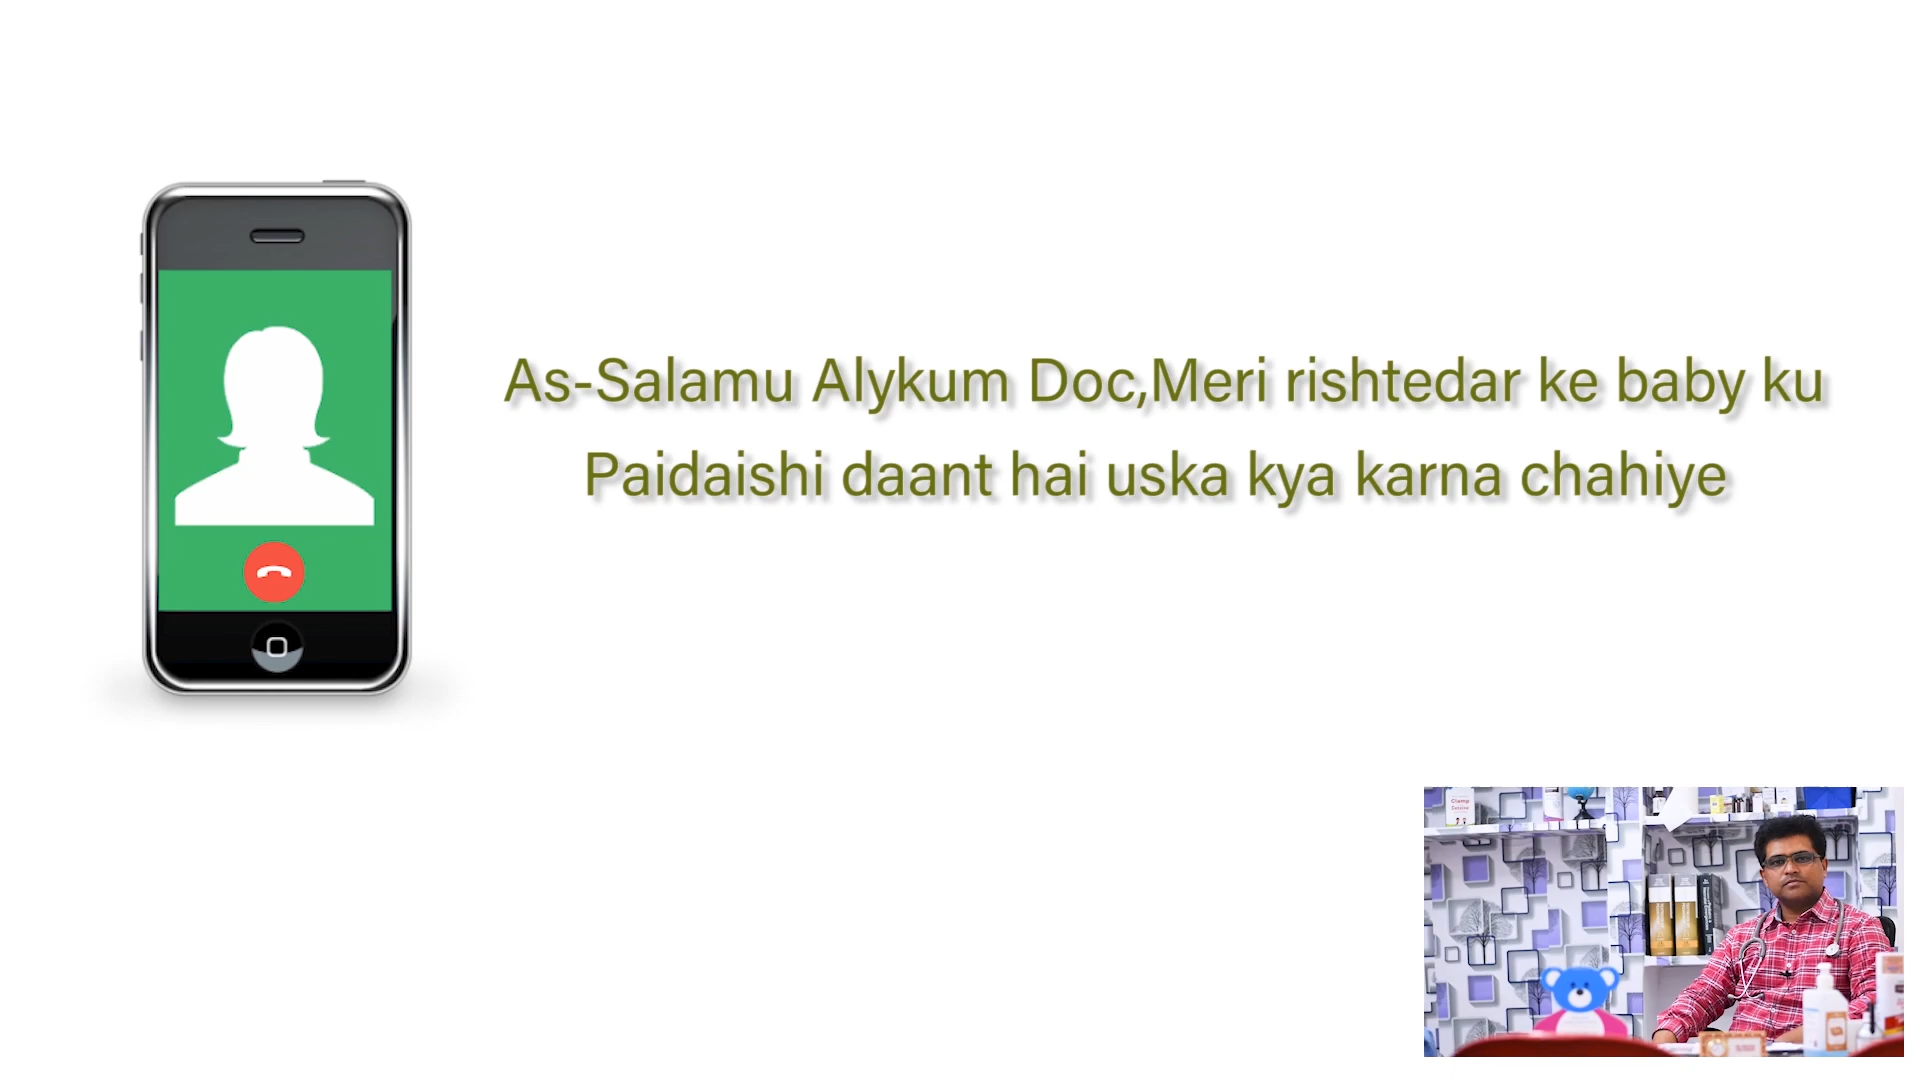 As-Salamu Alykum Doc,Meri rishtedar ke baby ku
Paidaishi daant hai uska kya karna chahiye